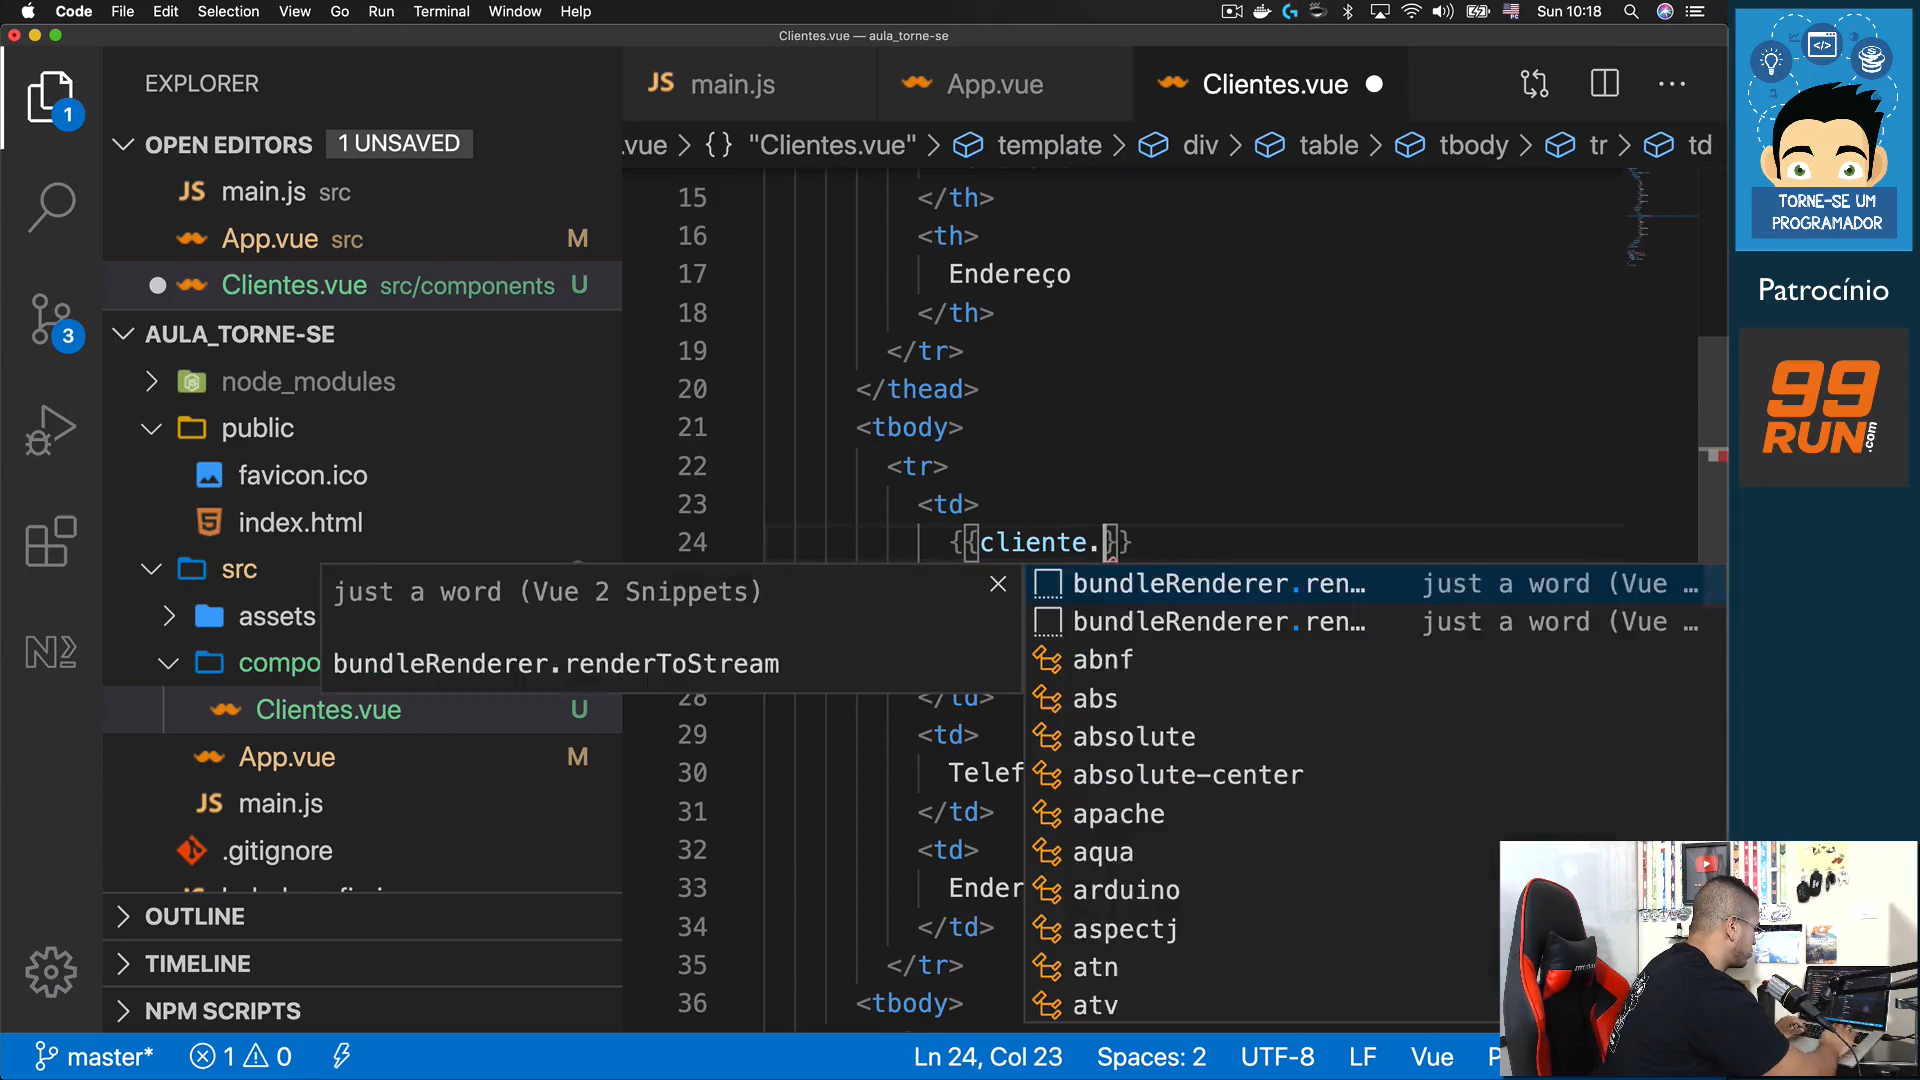 Code File Edit Selection View Go Run Terminal Window Help
Sun 10:18
Clientes.vue — aula_torne-se
EXPLORER
OPEN EDITORS 1 UNSAVED
main.js src
App.vue src M
Clientes.vue src/components U
AULA_TORNE-SE
node_modules
public
favicon.ico
index.html
src
assets
compo
Clientes.vue U
App.vue M
main.js
.gitignore
OUTLINE
TIMELINE
NPM SCRIPTS
1
3
JS main.js
App.vue
Clientes.vue
.vue > {} "Clientes.vue" > template > div > table > tbody > tr > td
15 </th>
16 <th>
17 Endereço
18 </th>
19 </tr>
20 </thead>
21 <tbody>
22 <tr>
23 <td>
24 {{cliente.}}
just a word (Vue 2 Snippets)
bundleRenderer.renderToStream
bundleRenderer.ren… just a word (Vue …
bundleRenderer.ren… just a word (Vue …
abnf
abs
absolute
absolute-center
apache
aqua
arduino
aspectj
atn
atv
28 </td>
29 <td>
30 Telef
31 </td>
32 <td>
33 Ender
34 </td>
35 </tr>
36 <tbody>
master* 1 0
Ln 24, Col 23 Spaces: 2 UTF-8 LF Vue P
TORNE-SE UM
PROGRAMADOR
Patrocínio
99
RUN.com